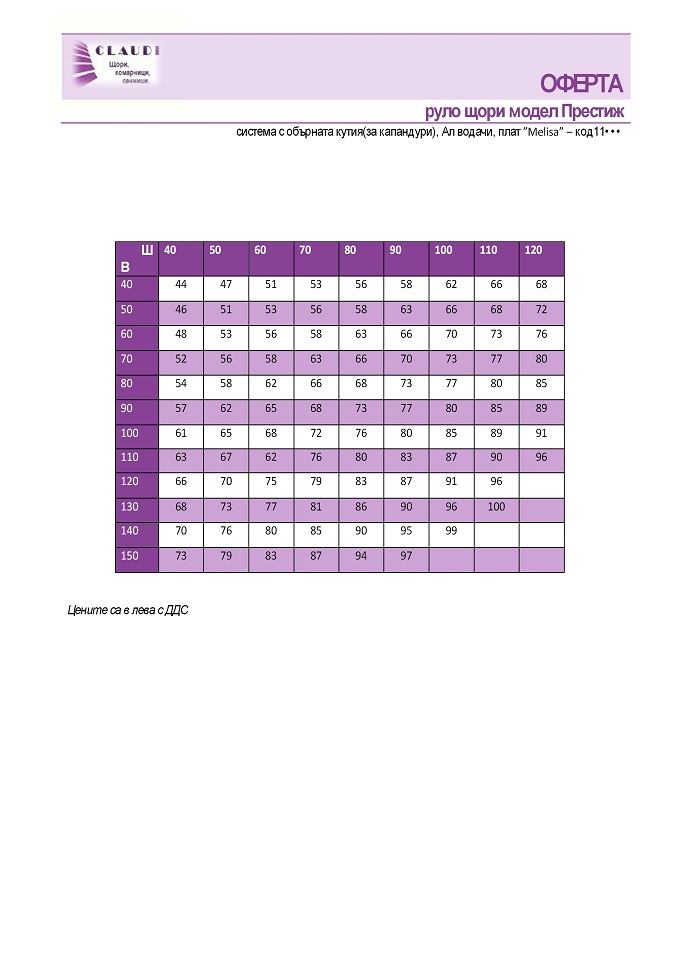 CLAUDI
Щори,
комарници,
сенници.
ОФЕРТА
руло щори модел Престиж
система с обърната кутия(за капандури), Ал водачи, плат ”Melisa” – код11•••
Ш 40 50 60 70 80 90 100 110 120
В
40 44 47 51 53 56 58 62 66 68
50 46 51 53 56 58 63 66 68 72
60 48 53 56 58 63 66 70 73 76
70 52 56 58 63 66 70 73 77 80
80 54 58 62 66 68 73 77 80 85
90 57 62 65 68 73 77 80 85 89
100 61 65 68 72 76 80 85 89 91
110 63 67 62 76 80 83 87 90 96
120 66 70 75 79 83 87 91 96
130 68 73 77 81 86 90 96 100
140 70 76 80 85 90 95 99
150 73 79 83 87 94 97
Цените са в лева с ДДС